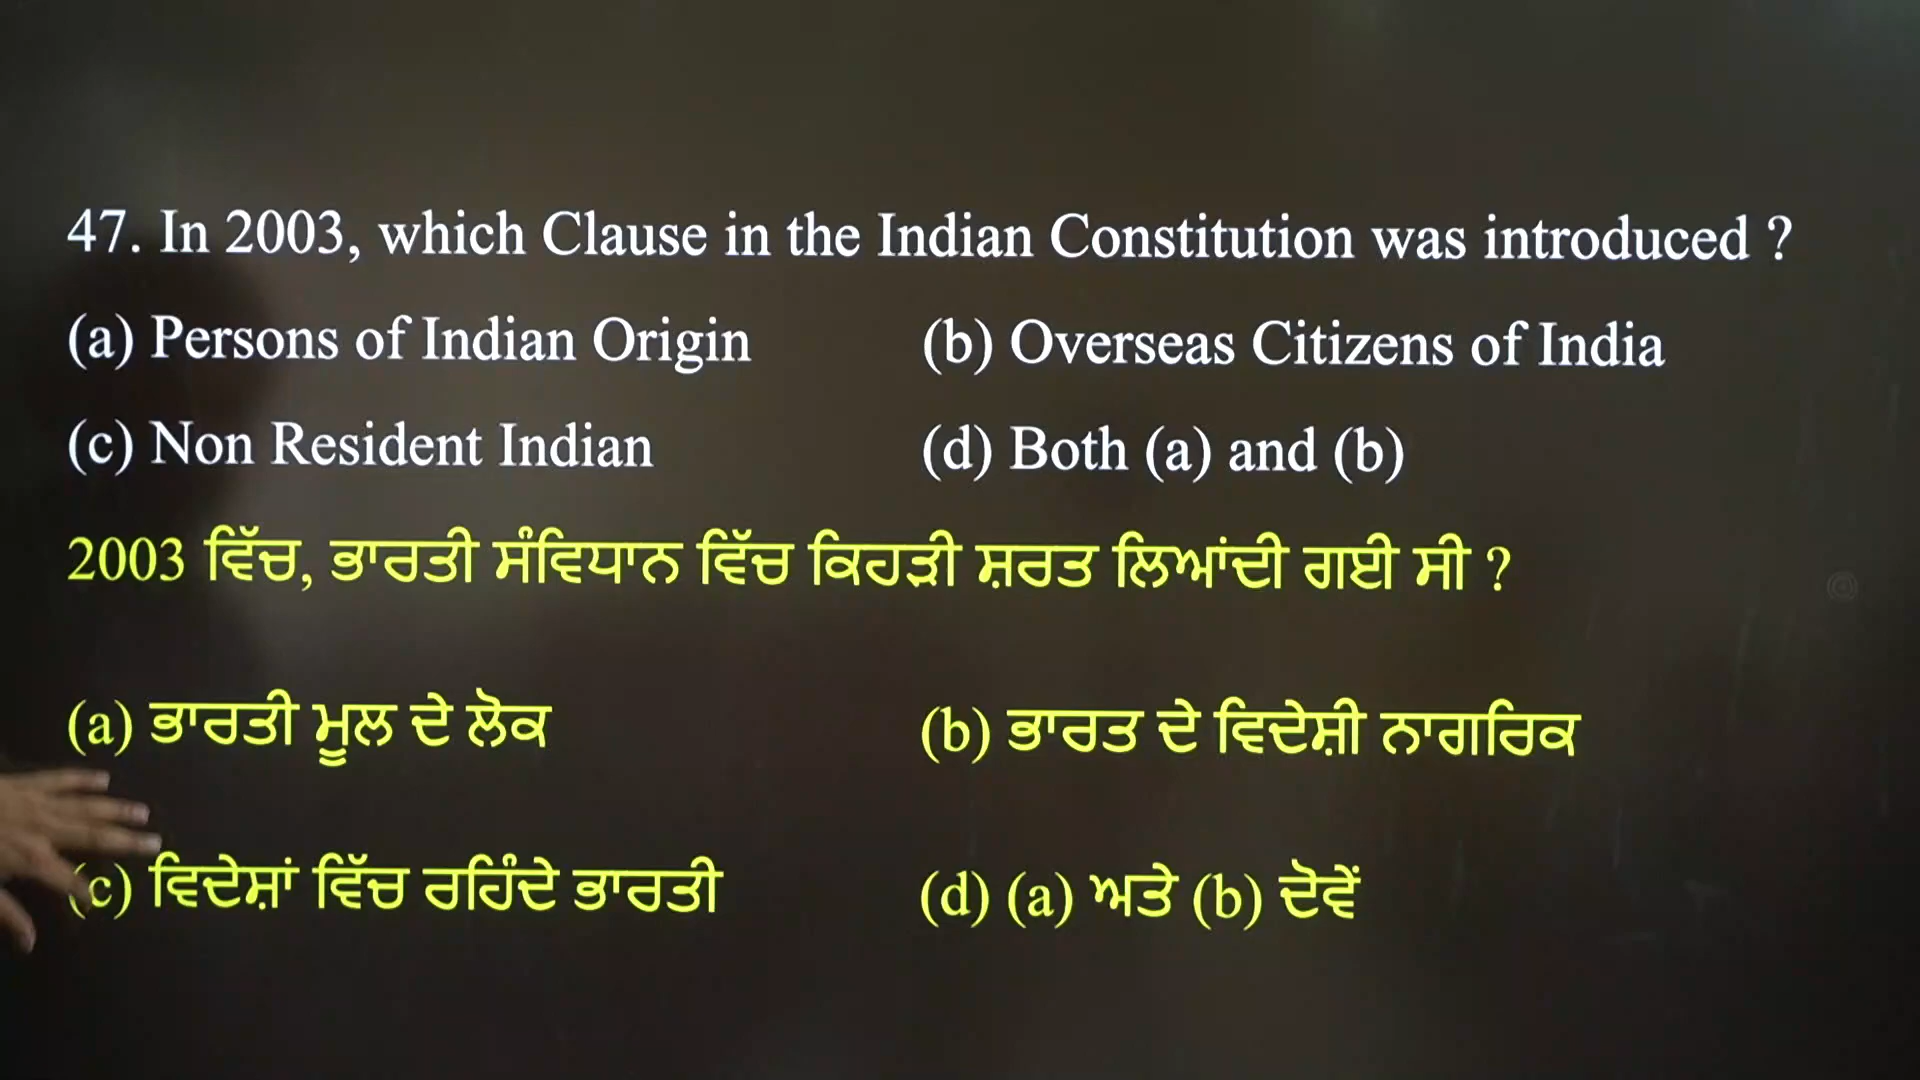 47. In 2003, which Clause in the Indian Constitution was introduced ?
(a) Persons of Indian Origin (b) Overseas Citizens of India
(c) Non Resident Indian (d) Both (a) and (b)
2003 ਵਿੱਚ, ਭਾਰਤੀ ਸੰਵਿਧਾਨ ਵਿੱਚ ਕਿਹੜੀ ਸ਼ਰਤ ਲਿਆਂਦੀ ਗਈ ਸੀ ?
(a) ਭਾਰਤੀ ਮੂਲ ਦੇ ਲੋਕ (b) ਭਾਰਤ ਦੇ ਵਿਦੇਸ਼ੀ ਨਾਗਰਿਕ
(c) ਵਿਦੇਸ਼ਾਂ ਵਿੱਚ ਰਹਿੰਦੇ ਭਾਰਤੀ (d) (a) ਅਤੇ (b) ਦੋਵੇਂ